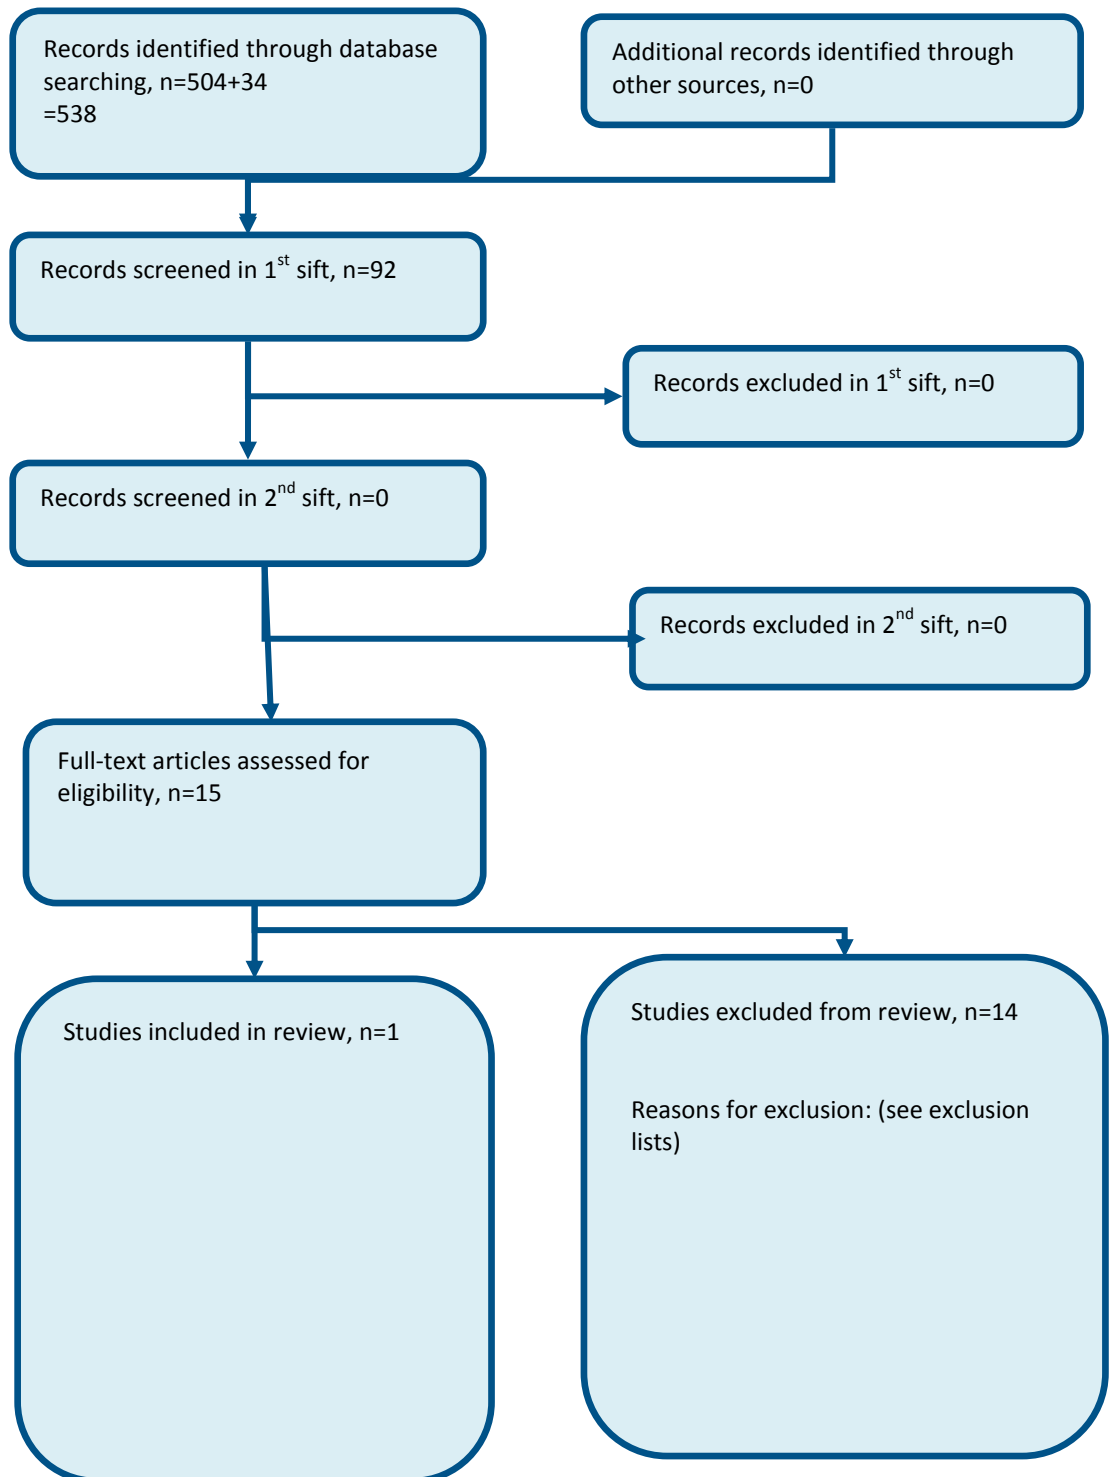 Records identified through database
searching, n=504+34
=538
Additional records identified through
other sources, n=0
Records screened in 1st sift, n=92
Records excluded in 1st sift, n=0
Records screened in 2nd sift, n=0
Records excluded in 2nd sift, n=0
Full-text articles assessed for
eligibility, n=15
Studies included in review, n=1
Studies excluded from review, n=14
Reasons for exclusion: (see exclusion
lists)